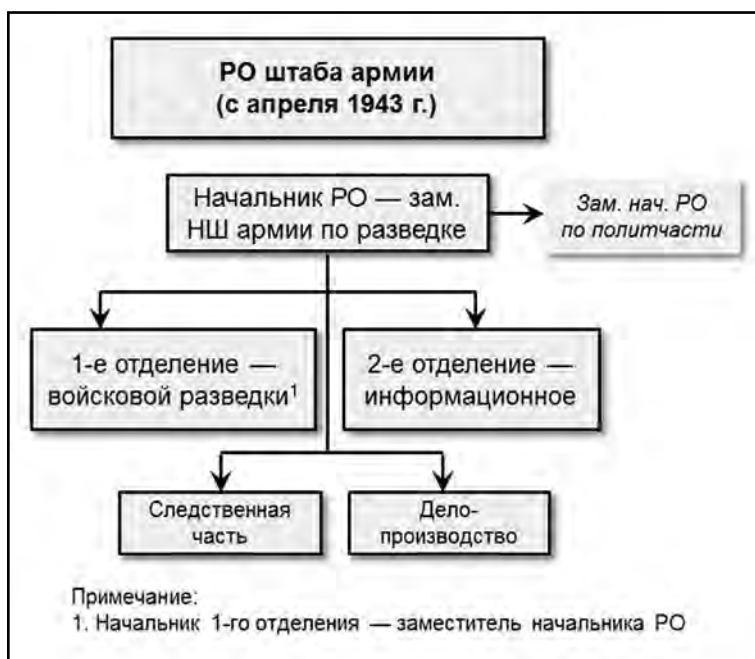 РО штаба армии
(с апреля 1943 г.)
Начальник РО — зам.
НШ армии по разведке
Зам. нач. РО
по политчасти
1-е отделение —
войсковой разведки¹
2-е отделение —
информационное
Следственная
часть
Дело-
производство
Примечание:
1. Начальник 1-го отделения — заместитель начальника РО